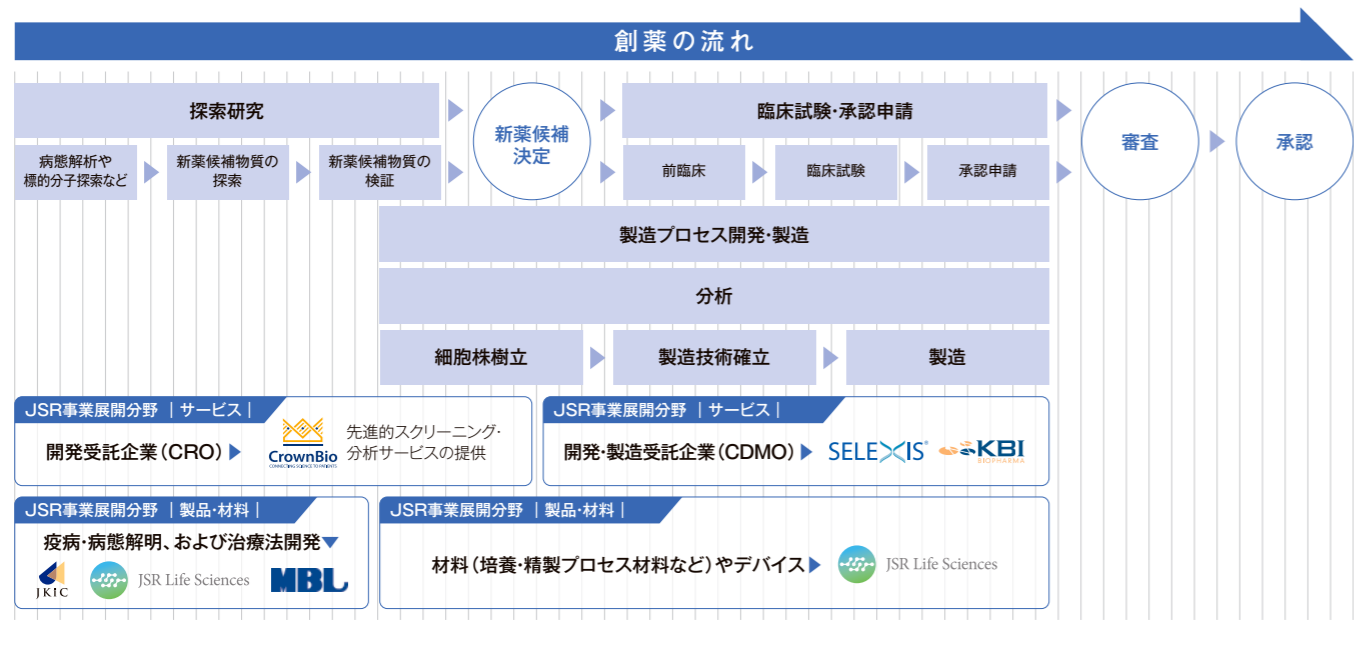 創薬の流れ
探索研究
新薬候補
決定
臨床試験・承認申請
審査
承認
病態解析や
標的分子探索など
新薬候補物質の
探索
新薬候補物質の
検証
前臨床
臨床試験
承認申請
製造プロセス開発・製造
分析
細胞株樹立
製造技術確立
製造
JSR事業展開分野 |サービス|
開発受託企業(CRO)
CrownBio
CONNECTING SCIENCE TO PATIENTS
先進的スクリーニング・
分析サービスの提供
JSR事業展開分野 |サービス|
開発・製造受託企業(CDMO)
SELEXIS®
KBI
BIOPHARMA
JSR事業展開分野 |製品・材料|
疫病・病態解明、および治療法開発
JKIC
JSR Life Sciences
MBL
JSR事業展開分野 |製品・材料|
材料(培養・精製プロセス材料など)やデバイス
JSR Life Sciences